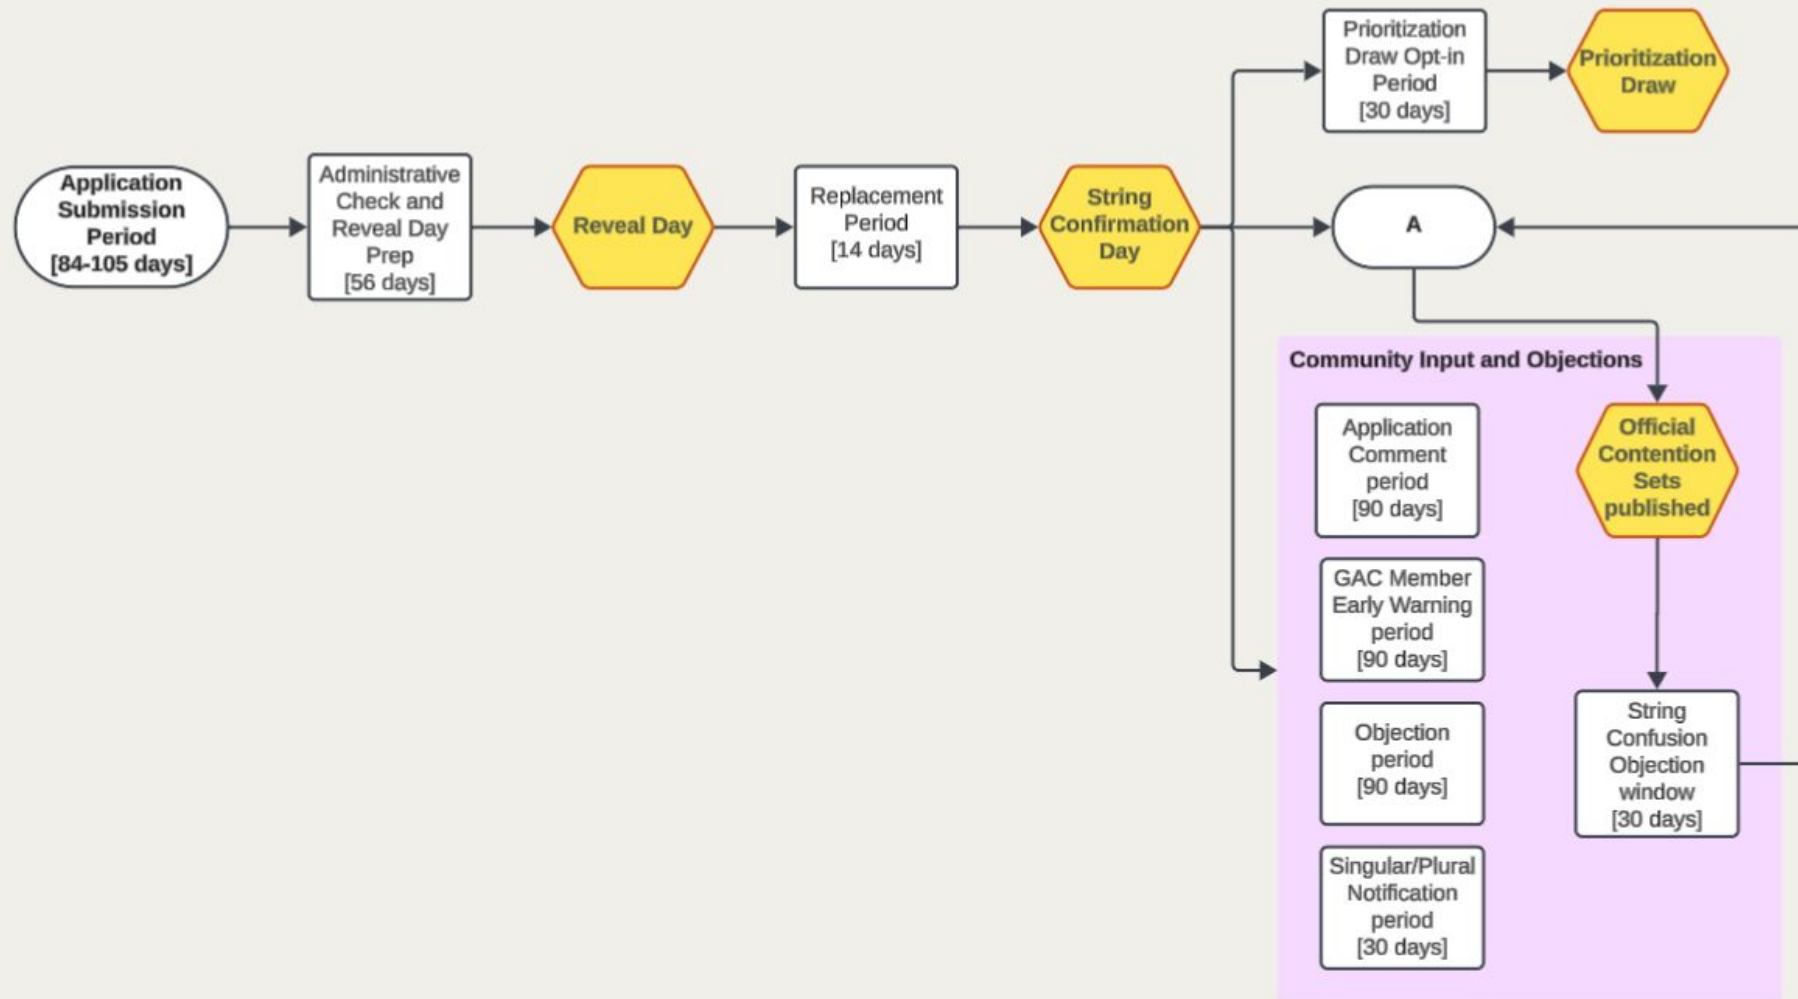 Application
Submission
Period
[84-105 days]
Administrative
Check and
Reveal Day
Prep
[56 days]
Reveal Day
Replacement
Period
[14 days]
String
Confirmation
Day
Prioritization
Draw Opt-in
Period
[30 days]
Prioritization
Draw
A
Community Input and Objections
Application
Comment
period
[90 days]
GAC Member
Early Warning
period
[90 days]
Objection
period
[90 days]
Singular/Plural
Notification
period
[30 days]
Official
Contention
Sets
published
String
Confusion
Objection
window
[30 days]